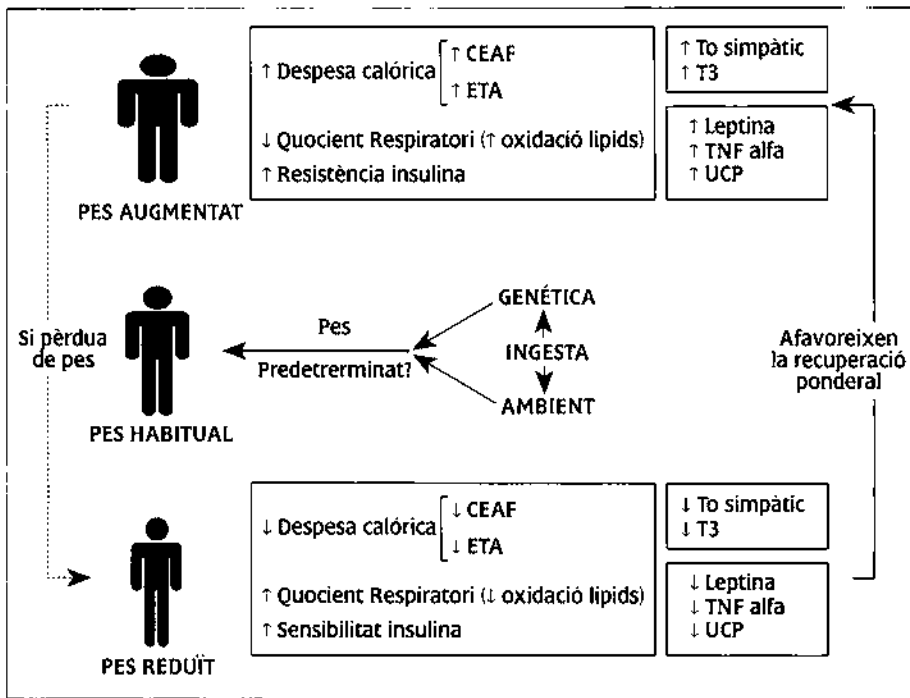 ↑ Despesa calórica
↑ CEAF
↑ ETA
↓ Quocient Respiratori (↑ oxidació lipids)
↑ Resisténcia insulina
↑ To simpàtic
↑ T3
↑ Leptina
↑ TNF alfa
↑ UCP
PES AUGMENTAT
Si pèrdua
de pes
PES HABITUAL
Pes
Predetrerminat?
GENÉTICA
INGESTA
AMBIENT
Afavoreixen
la recuperació
ponderal
↓ Despesa calórica
↓ CEAF
↓ ETA
↑ Quocient Respiratori (↓ oxidació lipids)
↑ Sensibilitat insulina
↓ To simpàtic
↓ T3
↓ Leptina
↓ TNF alfa
↓ UCP
PES REDUÏT